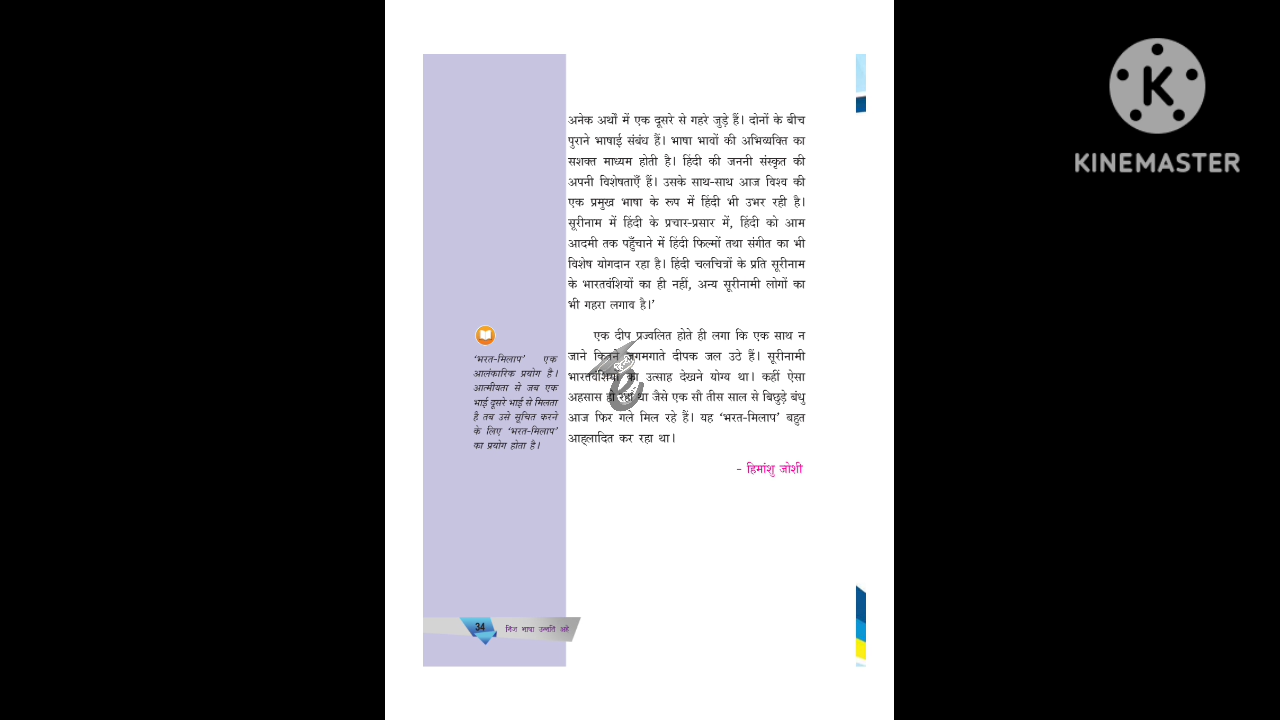 अनेक अर्थों में एक दूसरे से गहरे जुड़े हैं। दोनों के बीच
पुराने भाषाई संबंध हैं। भाषा भावों की अभिव्यक्ति का
सशक्त माध्यम होती है। हिंदी की जननी संस्कृत की
अपनी विशेषताएँ हैं। उसके साथ-साथ आज विश्व की
एक प्रमुख भाषा के रूप में हिंदी भी उभर रही है।
सूरीनाम में हिंदी के प्रचार-प्रसार में, हिंदी को आम
आदमी तक पहुँचाने में हिंदी फिल्मों तथा संगीत का भी
विशेष योगदान रहा है। हिंदी चलचित्रों के प्रति सूरीनाम
के भारतवंशियों का ही नहीं, अन्य सूरीनामी लोगों का
भी गहरा लगाव है।’
एक दीप प्रज्वलित होते ही लगा कि एक साथ न
जाने कितने जगमगाते दीपक जल उठे हैं। सूरीनामी
भारतवंशियों का उत्साह देखने योग्य था। कहीं ऐसा
अहसास हो रहा था जैसे एक सौ तीस साल से बिछुड़े बंधु
आज फिर गले मिल रहे हैं। यह ‘भरत-मिलाप’ बहुत
आह्लादित कर रहा था।
- हिमांशु जोशी
‘भरत-मिलाप’ एक
आलंकारिक प्रयोग है।
आत्मीयता से जब एक
भाई दूसरे भाई से मिलता
है तब उसे सूचित करने
के लिए ‘भरत-मिलाप’
का प्रयोग होता है।
34 निज भाषा उन्नति अहे
KINEMASTER